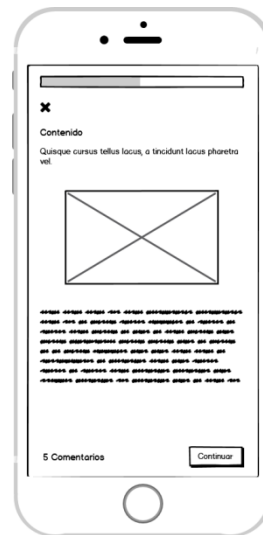 Contenido
Quisque cursus tellus lacus, a tincidunt lacus pharetra
vel.
5 Comentarios
Continuar